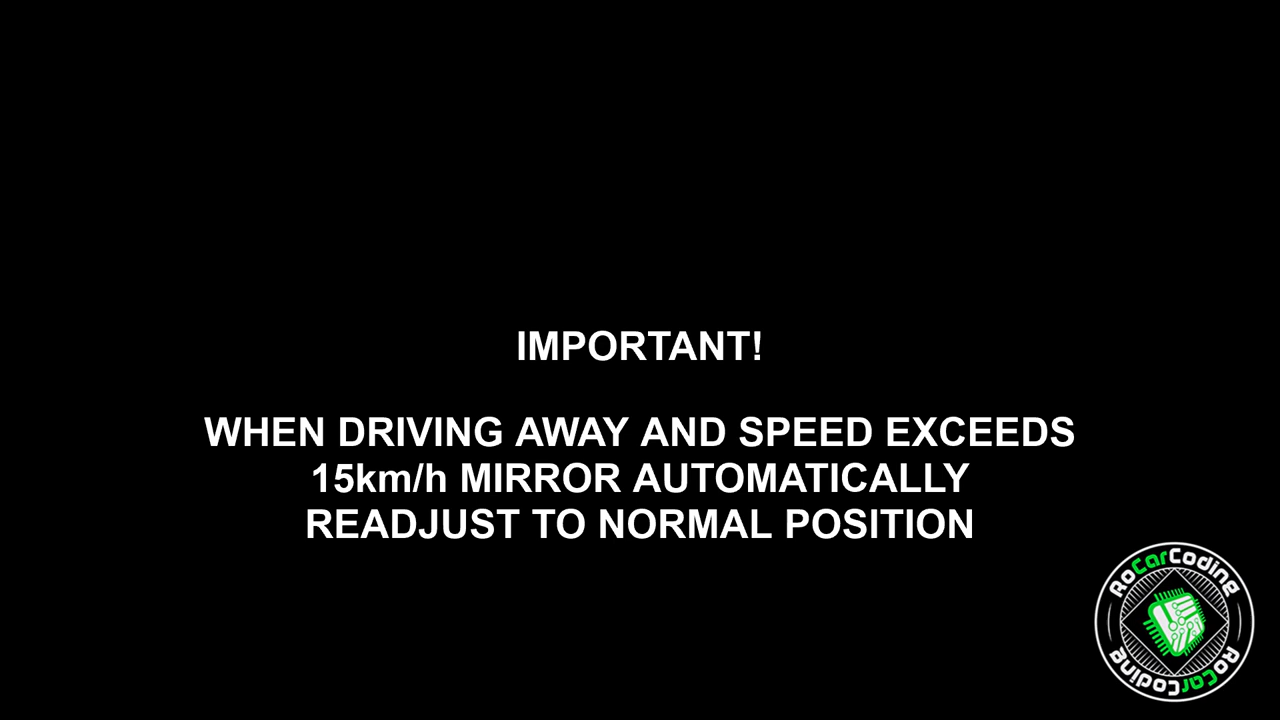 IMPORTANT!
WHEN DRIVING AWAY AND SPEED EXCEEDS
15km/h MIRROR AUTOMATICALLY
READJUST TO NORMAL POSITION
RoCarCoding
RoCarCoding